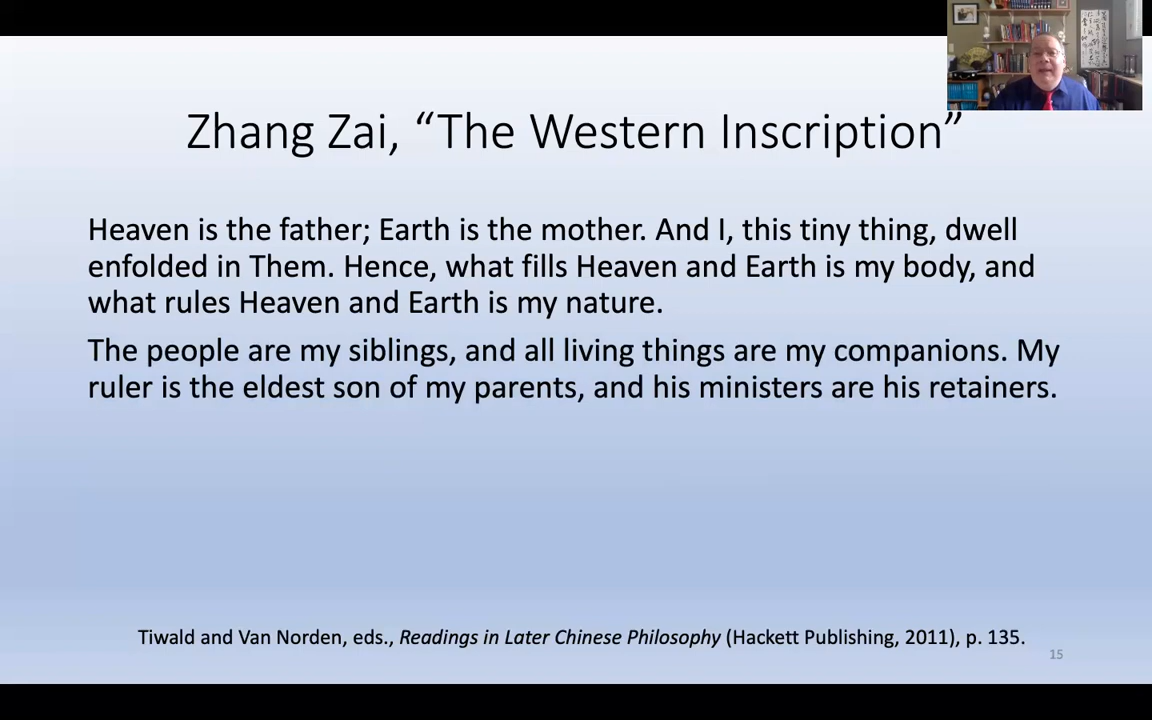 Zhang Zai, “The Western Inscription”
Heaven is the father; Earth is the mother. And I, this tiny thing, dwell
enfolded in Them. Hence, what fills Heaven and Earth is my body, and
what rules Heaven and Earth is my nature.
The people are my siblings, and all living things are my companions. My
ruler is the eldest son of my parents, and his ministers are his retainers.
Tiwald and Van Norden, eds., Readings in Later Chinese Philosophy (Hackett Publishing, 2011), p. 135.
15